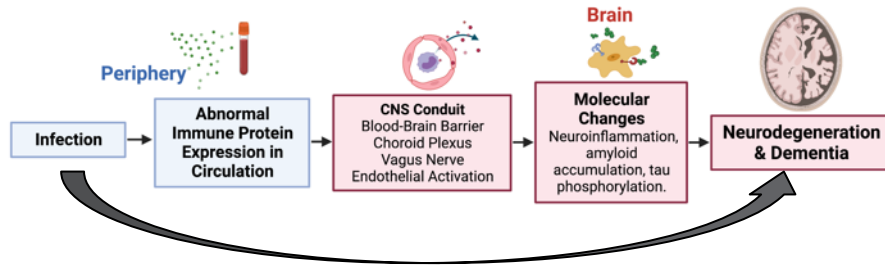 Brain
Periphery
Infection
Abnormal
Immune Protein
Expression in
Circulation
CNS Conduit
Blood-Brain Barrier
Choroid Plexus
Vagus Nerve
Endothelial Activation
Molecular
Changes
Neuroinflammation,
amyloid
accumulation, tau
phosphorylation.
Neurodegeneration
& Dementia